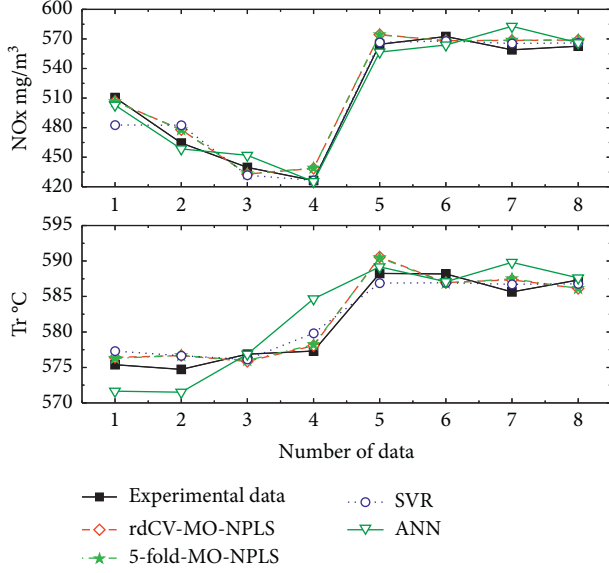 600
570
540
510
480
450
420
NOx mg/m³
1 2 3 4 5 6 7 8
595
590
585
580
575
570
Tr °C
1 2 3 4 5 6 7 8
Number of data
Experimental data
rdCV-MO-NPLS
5-fold-MO-NPLS
SVR
ANN